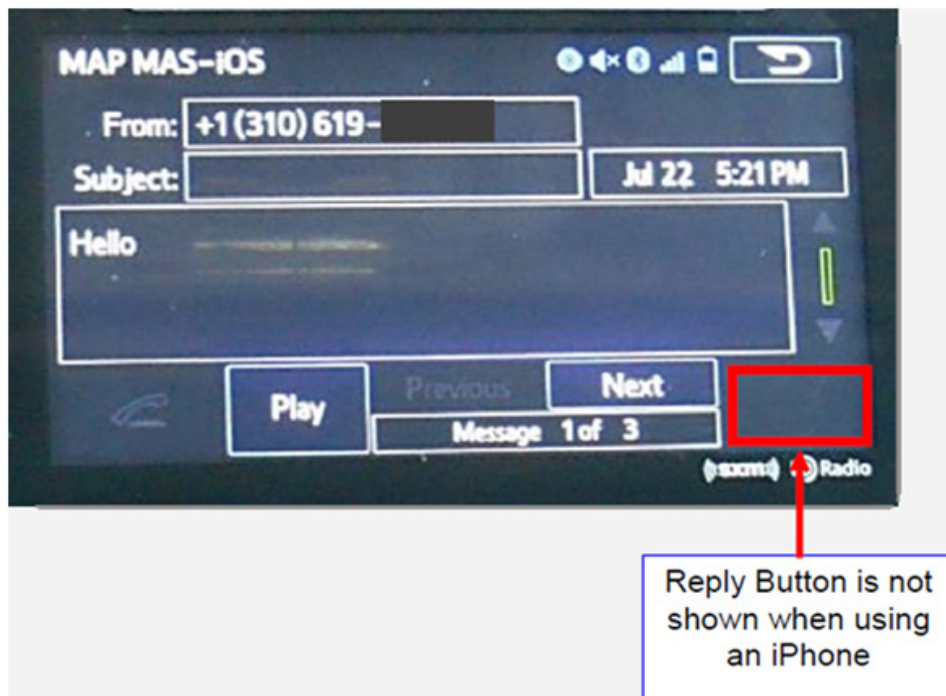 MAP MAS-iOS
From: +1 (310) 619-
Subject:
Jul 22 5:21 PM
Hello
Play
Previous
Next
Message 1 of 3
((sxm)) HD Radio
Reply Button is not
shown when using
an iPhone